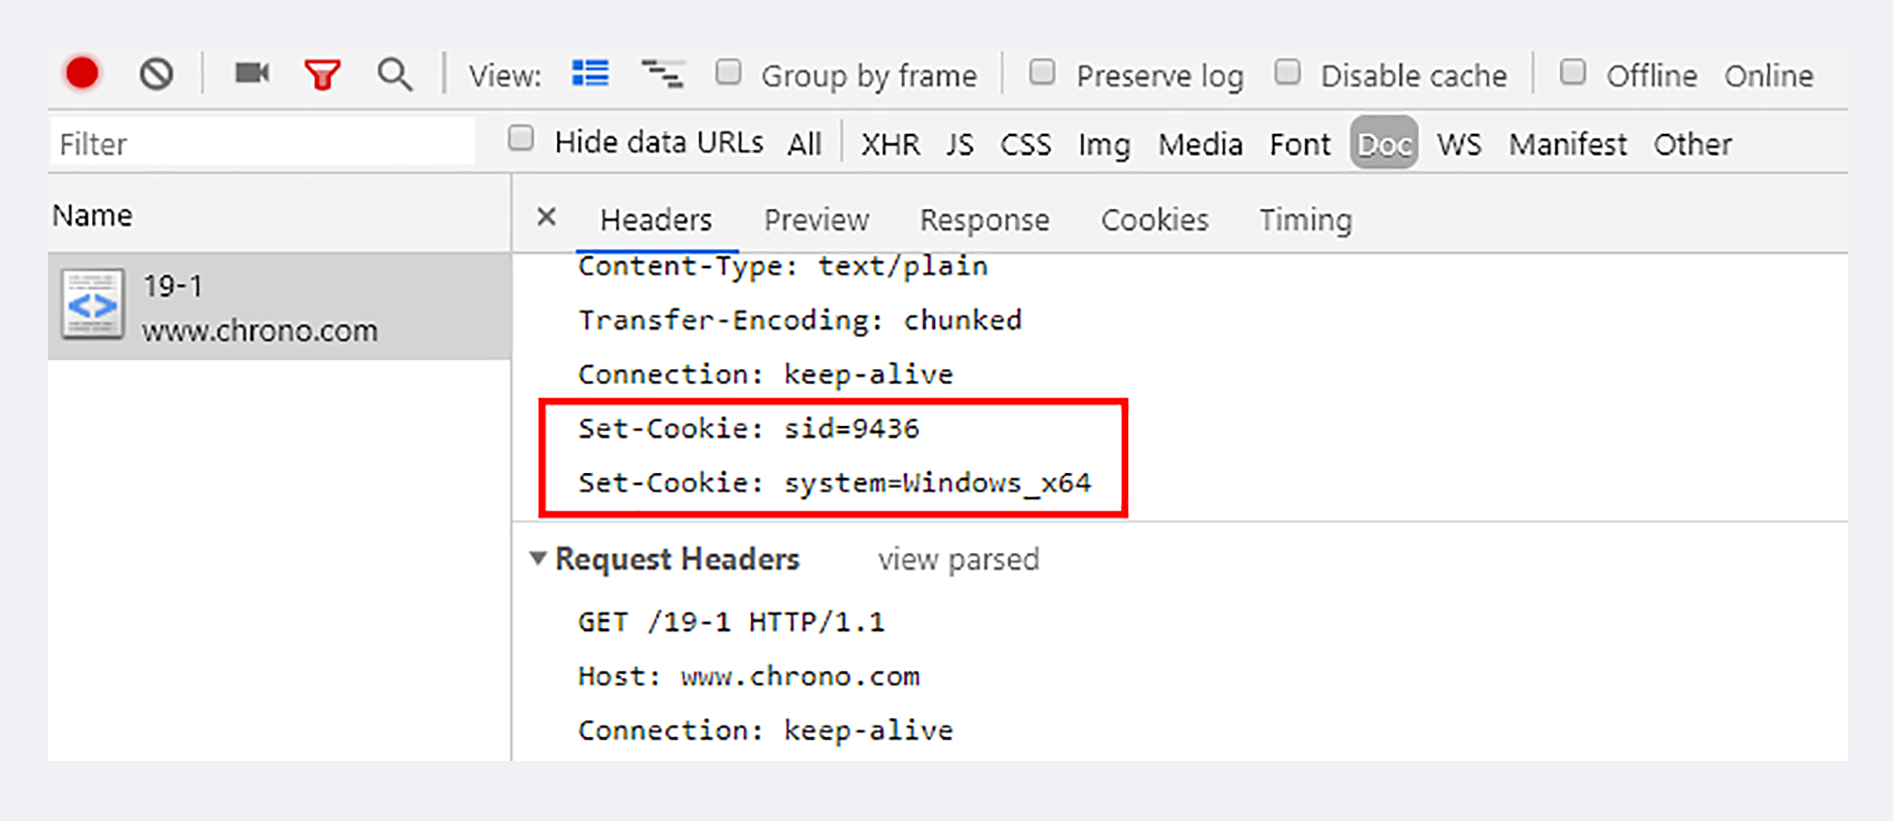 View: Group by frame Preserve log Disable cache Offline Online
Filter Hide data URLs All XHR JS CSS Img Media Font Doc WS Manifest Other
Name
× Headers Preview Response Cookies Timing
19-1
www.chrono.com
Content-Type: text/plain
Transfer-Encoding: chunked
Connection: keep-alive
Set-Cookie: sid=9436
Set-Cookie: system=Windows_x64
Request Headers view parsed
GET /19-1 HTTP/1.1
Host: www.chrono.com
Connection: keep-alive